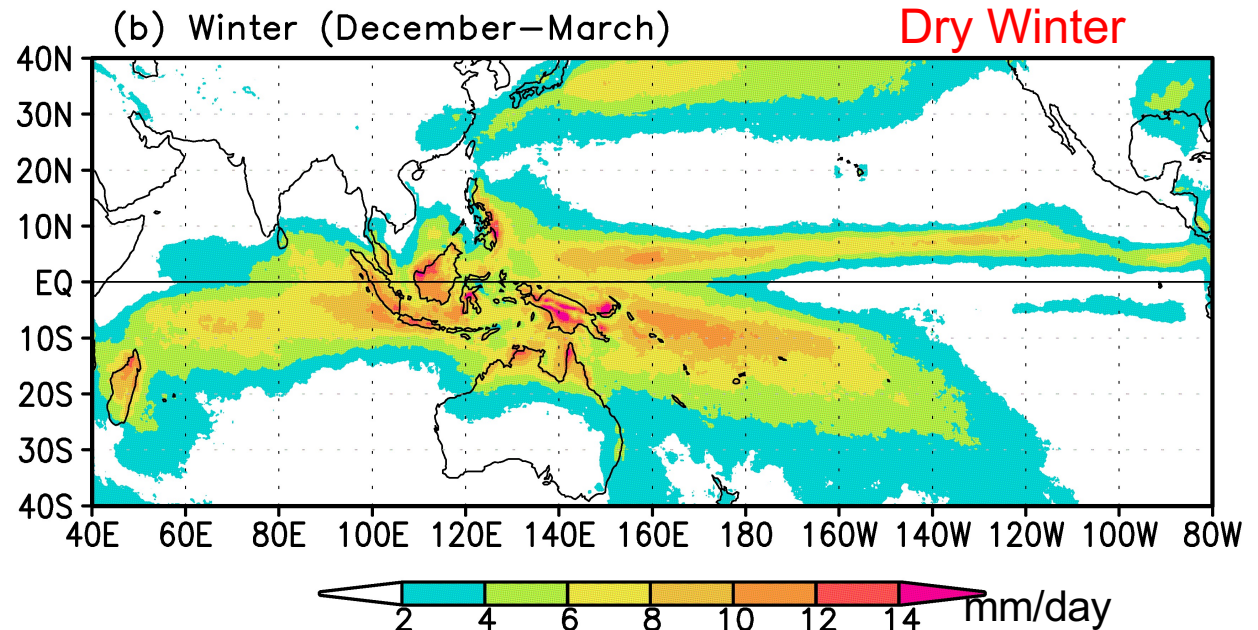 (b) Winter (December–March) Dry Winter
40N
30N
20N
10N
EQ
10S
20S
30S
40S
40E 60E 80E 100E 120E 140E 160E 180 160W 140W 120W 100W 80W
2 4 6 8 10 12 14 mm/day